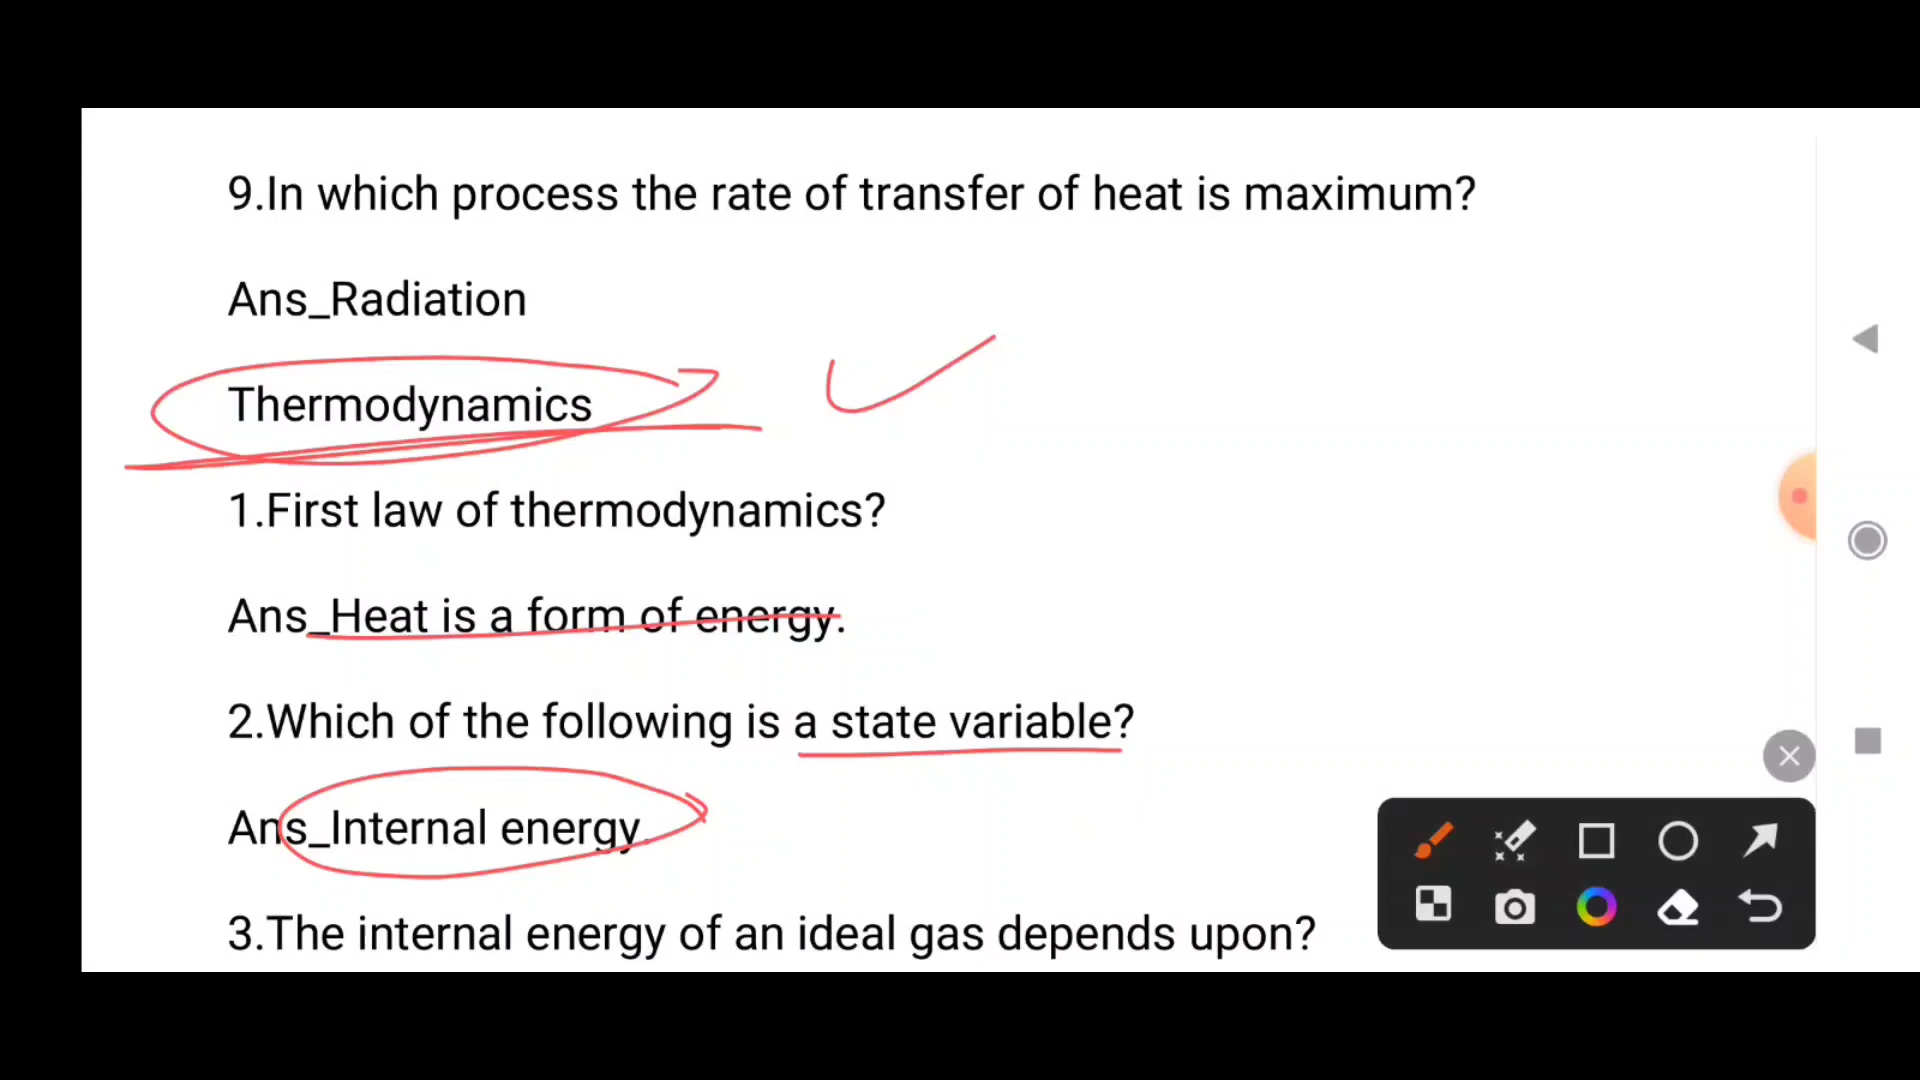 9.In which process the rate of transfer of heat is maximum?
Ans_Radiation
Thermodynamics
1.First law of thermodynamics?
Ans_Heat is a form of energy.
2.Which of the following is a state variable?
Ans_Internal energy.
3.The internal energy of an ideal gas depends upon?